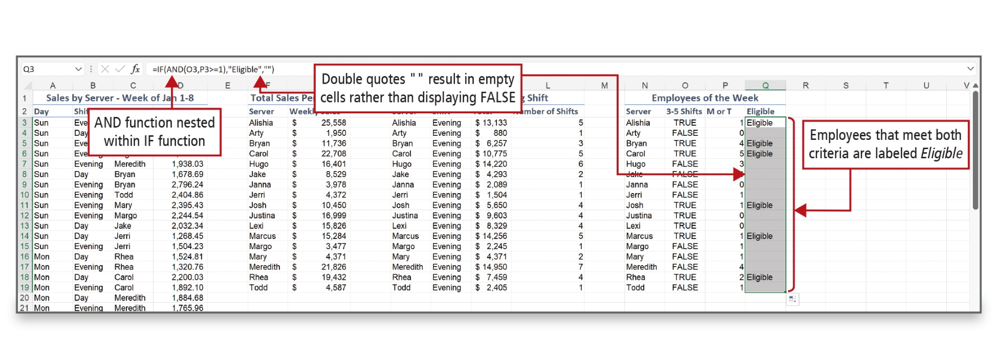 Q3 fx =IF(AND(O3,P3>=1),"Eligible","")
Double quotes "" result in empty
cells rather than displaying FALSE
A B C D E F L M N O P Q R S T U V
1 Sales by Server - Week of Jan 1-8 Total Sales Pe g Shift Employees of the Week
2 Day Shif Server Weekly Sales Number of Shifts Server 3-5 Shifts M or T Eligible
AND function nested
within IF function
Employees that meet both
criteria are labeled Eligible
3 Sun Eve Alishia $ 25,558 Alishia Evening $ 13,133 5 Alishia TRUE 1 Eligible
4 Sun Day Arty $ 1,950 Arty Evening $ 880 1 Arty FALSE 0
5 Sun Eve Bryan $ 11,736 Bryan Evening $ 6,257 3 Bryan TRUE 4 Eligible
6 Sun Carol $ 22,708 Carol Evening $ 10,775 5 Carol TRUE 5 Eligible
7 Sun Evening Meredith 1,938.03 Hugo $ 16,401 Hugo Evening $ 14,220 6 Hugo FALSE 3
8 Sun Day Bryan 1,678.69 Jake $ 8,529 Jake Evening $ 4,293 2 Jake FALSE
9 Sun Evening Bryan 2,796.24 Janna $ 3,978 Janna Evening $ 2,089 1 Janna FALSE 0
10 Sun Evening Todd 2,404.86 Jerri $ 4,372 Jerri Evening $ 1,504 1 Jerri FALSE 1
11 Sun Evening Mary 2,395.43 Josh $ 10,450 Josh Evening $ 5,650 4 Josh TRUE 1 Eligible
12 Sun Evening Margo 2,244.54 Justina $ 16,999 Justina Evening $ 9,603 4 Justina TRUE 0
13 Sun Day Jake 2,032.34 Lexi $ 15,826 Lexi Evening $ 8,329 4 Lexi TRUE 0
14 Sun Day Jerri 1,268.45 Marcus $ 15,284 Marcus Evening $ 14,256 5 Marcus TRUE 1 Eligible
15 Sun Evening Jerri 1,504.23 Margo $ 3,477 Margo Evening $ 2,245 1 Margo FALSE 1
16 Mon Day Rhea 1,524.81 Mary $ 4,371 Mary Evening $ 4,371 2 Mary FALSE 1
17 Mon Evening Rhea 1,320.76 Meredith $ 21,826 Meredith Evening $ 14,950 7 Meredith FALSE 4
18 Mon Day Carol 2,200.03 Rhea $ 19,432 Rhea Evening $ 7,459 4 Rhea TRUE 2 Eligible
19 Mon Evening Carol 1,892.10 Todd $ 4,587 Todd Evening $ 2,405 1 Todd FALSE 1
20 Mon Day Meredith 1,884.68
21 Mon Evening Meredith 1,765.96